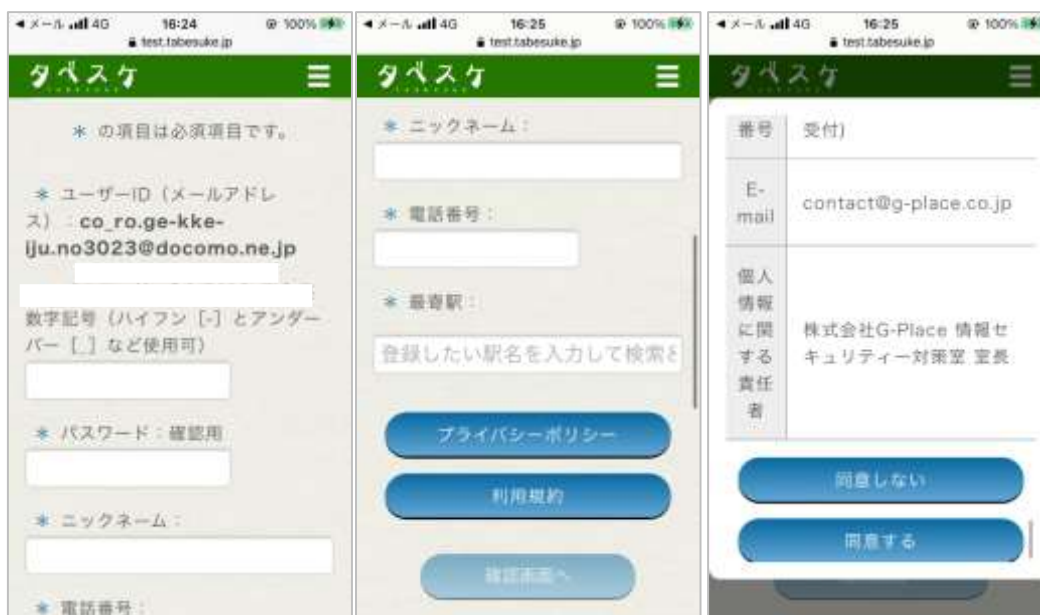 メール 4G 16:24 100%
test.tabesuke.jp
タベスケ
TABESUKE
* の項目は必須項目です。
* ユーザーID（メールアドレ
ス）：co_ro.ge-kke-
iju.no3023@docomo.ne.jp
数字記号（ハイフン [-] とアンダー
バー [_] など使用可）
* パスワード：確認用
* ニックネーム：
* 電話番号：
メール 4G 16:25 100%
test.tabesuke.jp
タベスケ
TABESUKE
* ニックネーム：
* 電話番号：
* 最寄駅：
登録したい駅名を入力して検索
プライバシーポリシー
利用規約
確認画面へ
メール 4G 16:25 100%
test.tabesuke.jp
タベスケ
TABESUKE
番号
受付)
E-
mail
contact@g-place.co.jp
個人
情報
に関
する
責任
者
株式会社G-Place 情報セ
キュリティー対策室 室長
同意しない
同意する